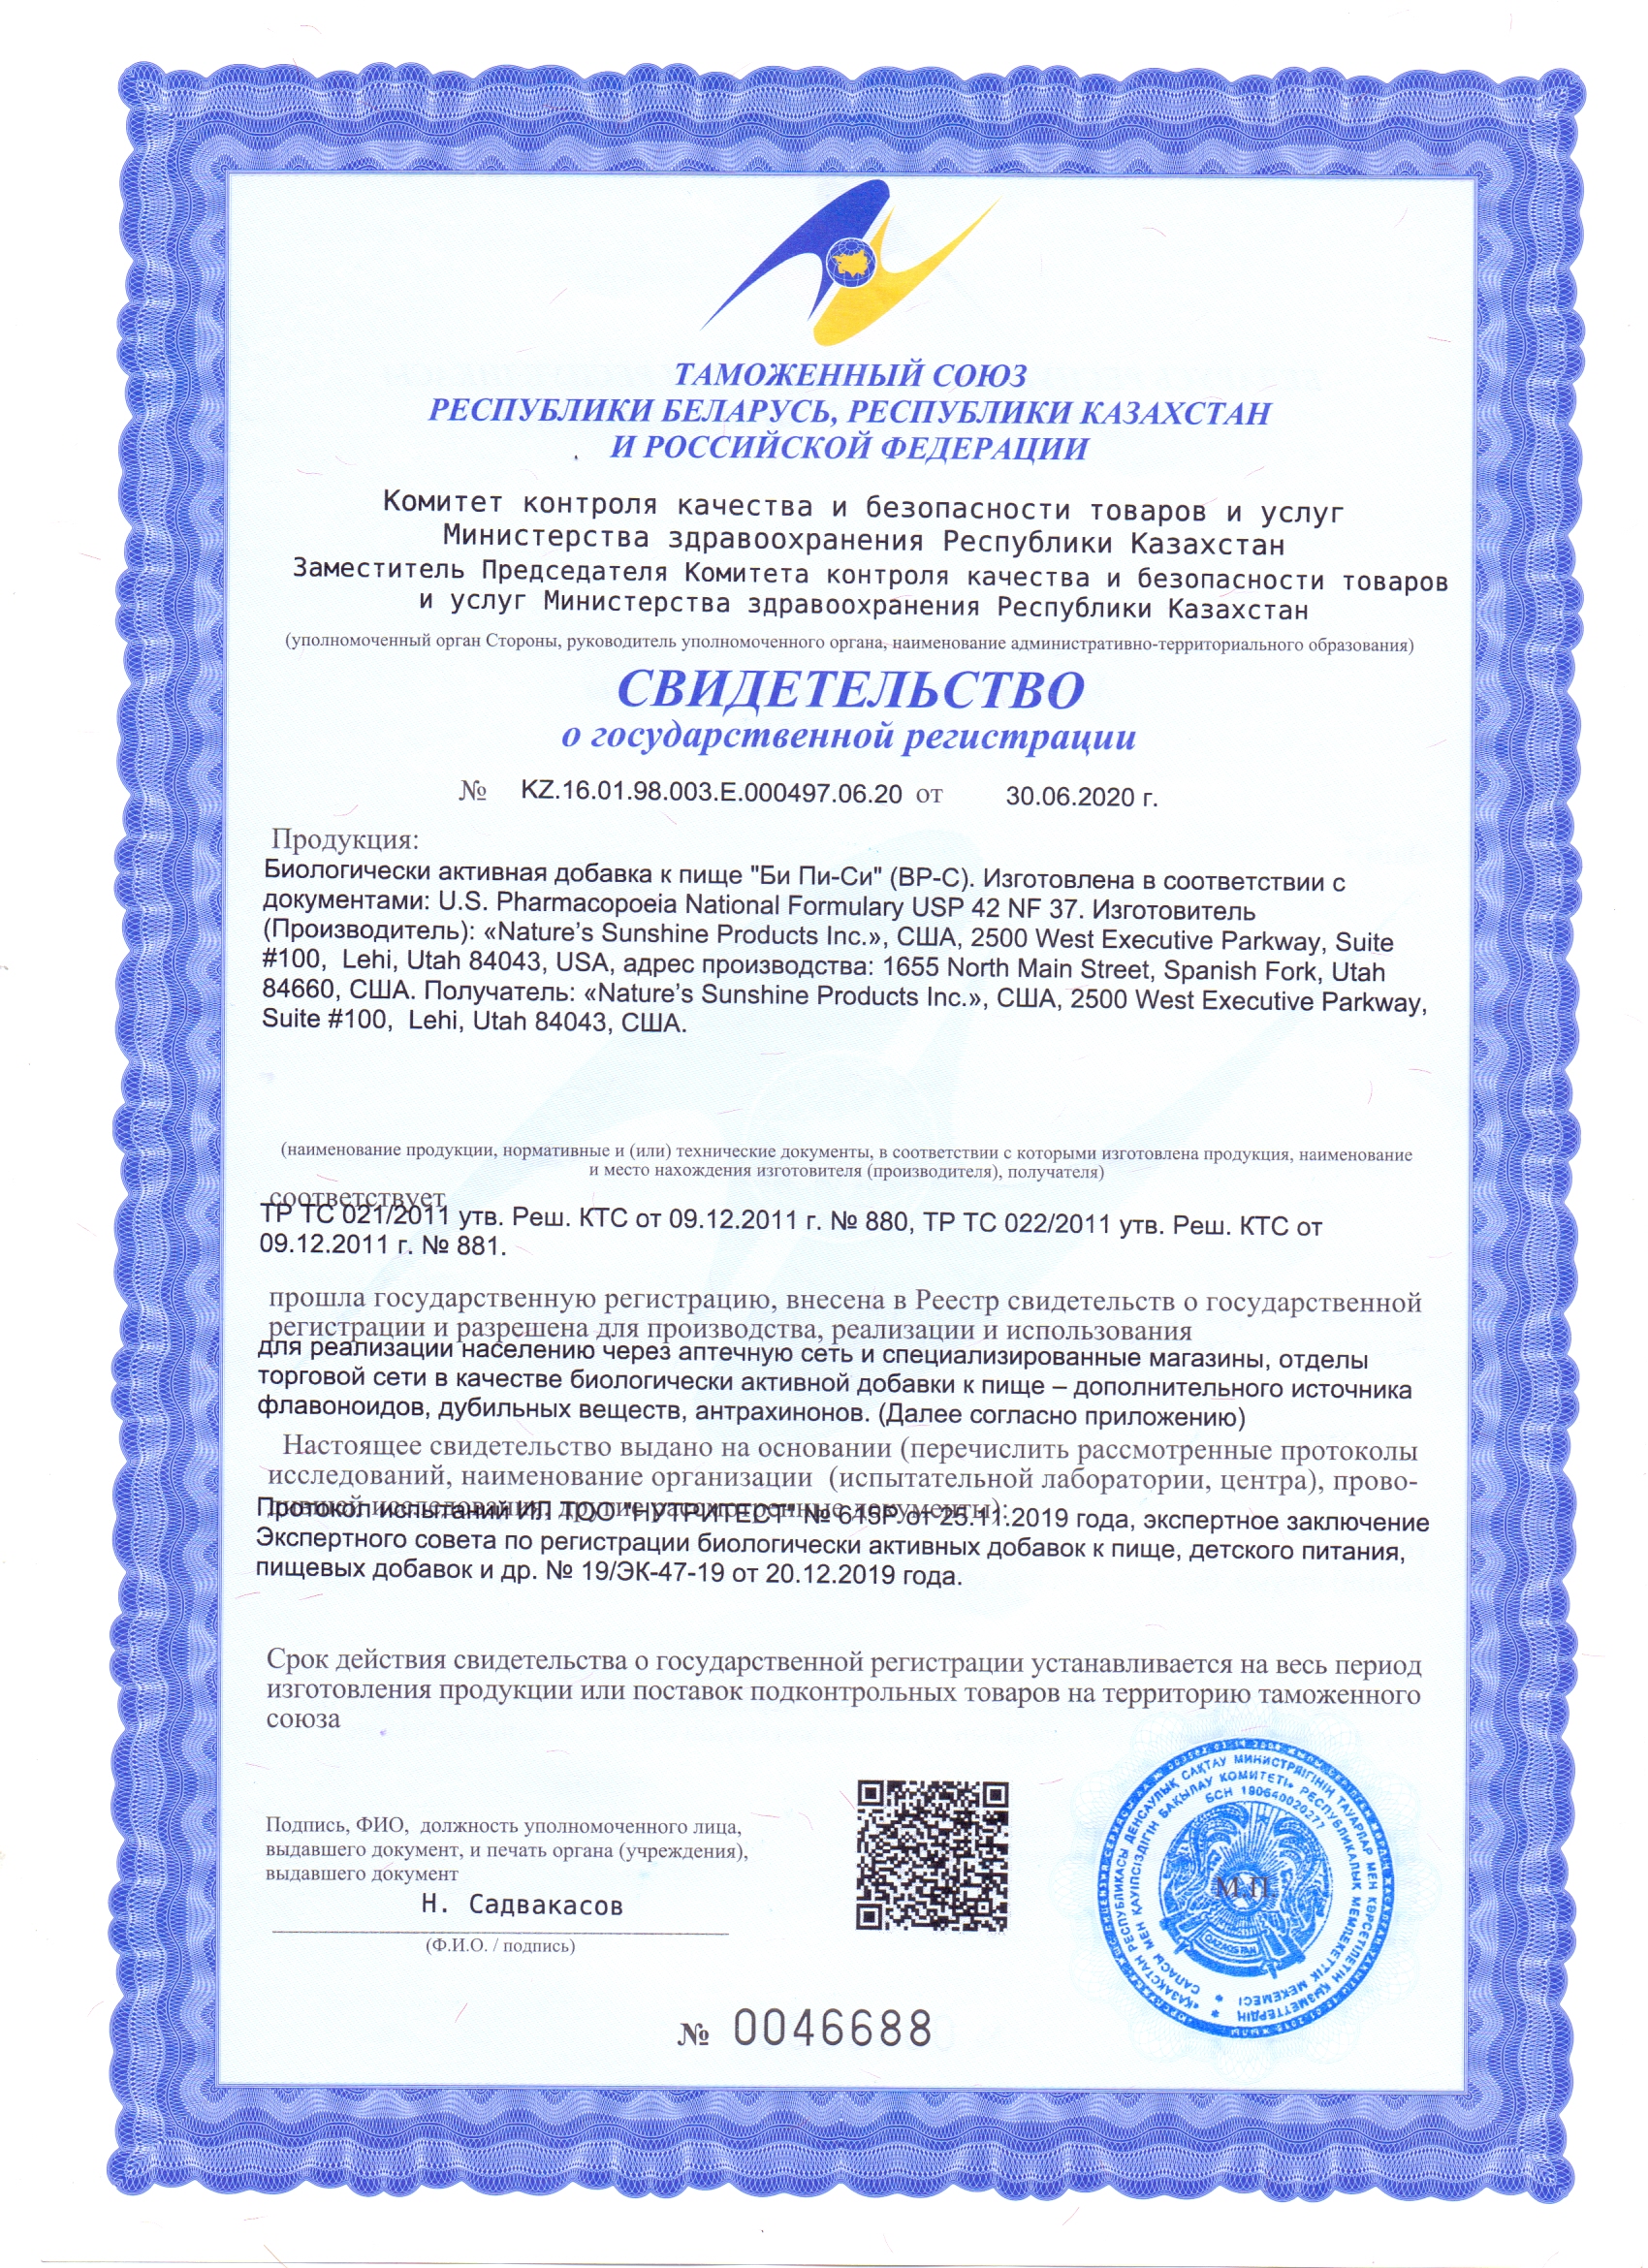 ТАМОЖЕННЫЙ СОЮЗ
РЕСПУБЛИКИ БЕЛАРУСЬ, РЕСПУБЛИКИ КАЗАХСТАН
И РОССИЙСКОЙ ФЕДЕРАЦИИ
Комитет контроля качества и безопасности товаров и услуг
Министерства здравоохранения Республики Казахстан
Заместитель Председателя Комитета контроля качества и безопасности товаров
и услуг Министерства здравоохранения Республики Казахстан
(уполномоченный орган Стороны, руководитель уполномоченного органа, наименование административно-территориального образования)
СВИДЕТЕЛЬСТВО
о государственной регистрации
№ KZ.16.01.98.003.E.000497.06.20 от 30.06.2020 г.
Продукция:
Биологически активная добавка к пище "Би Пи-Си" (BP-C). Изготовлена в соответствии с
документами: U.S. Pharmacopoeia National Formulary USP 42 NF 37. Изготовитель
(Производитель): «Nature's Sunshine Products Inc.», США, 2500 West Executive Parkway, Suite
#100, Lehi, Utah 84043, USA, адрес производства: 1655 North Main Street, Spanish Fork, Utah
84660, США. Получатель: «Nature's Sunshine Products Inc.», США, 2500 West Executive Parkway,
Suite #100, Lehi, Utah 84043, США.
(наименование продукции, нормативные и (или) технические документы, в соответствии с которыми изготовлена продукция, наименование
и место нахождения изготовителя (производителя), получателя)
соответствует
ТР ТС 021/2011 утв. Реш. КТС от 09.12.2011 г. № 880, ТР ТС 022/2011 утв. Реш. КТС от
09.12.2011 г. № 881.
прошла государственную регистрацию, внесена в Реестр свидетельств о государственной
регистрации и разрешена для производства, реализации и использования
для реализации населению через аптечную сеть и специализированные магазины, отделы
торговой сети в качестве биологически активной добавки к пище – дополнительного источника
флавоноидов, дубильных веществ, антрахинонов. (Далее согласно приложению)
Настоящее свидетельство выдано на основании (перечислить рассмотренные протоколы
исследований, наименование организации (испытательной лаборатории, центра), прово-
дившей исследования, другие рассмотренные документы):
Протокол испытаний ИЛ ТОО "НУТРИТЕСТ" № 615Р от 25.11.2019 года, экспертное заключение
Экспертного совета по регистрации биологически активных добавок к пище, детского питания,
пищевых добавок и др. № 19/ЭК-47-19 от 20.12.2019 года.
Срок действия свидетельства о государственной регистрации устанавливается на весь период
изготовления продукции или поставок подконтрольных товаров на территорию таможенного
союза
Подпись, ФИО, должность уполномоченного лица,
выдавшего документ, и печать органа (учреждения),
выдавшего документ
Н. Садвакасов
(Ф.И.О. / подпись)
«ҚАЗАҚСТАН РЕСПУБЛИКАСЫ ДЕНСАУЛЫҚ САҚТАУ МИНИСТРЛІГІНІҢ ТАУАРЛАР МЕН КӨРСЕТІЛЕТІН ҚЫЗМЕТТЕРДІҢ
САПАСЫ МЕН ҚАУІПСІЗДІГІН БАҚЫЛАУ КОМИТЕТІ» РЕСПУБЛИКАЛЫҚ МЕМЛЕКЕТТІК МЕКЕМЕСІ
БСН 190640020277
QAZAQSTAN
М.П.
№ 0046688